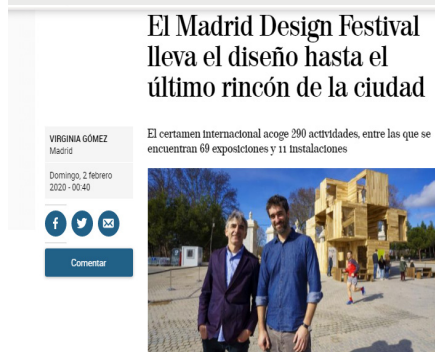 El Madrid Design Festival
lleva el diseño hasta el
último rincón de la ciudad
VIRGINIA GÓMEZ
Madrid
Domingo, 2 febrero
2020 - 00:40
Comentar
El certamen internacional acoge 290 actividades, entre las que se
encuentran 69 exposiciones y 11 instalaciones